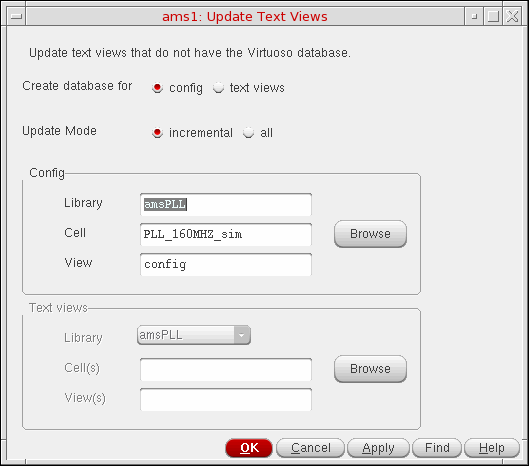 ams1: Update Text Views
Update text views that do not have the Virtuoso database.
Create database for config text views
Update Mode incremental all
Config
Library amsPLL
Cell PLL_160MHZ_sim Browse
View config
Text views
Library amsPLL
Cell(s) Browse
View(s)
OK Cancel Apply Find Help